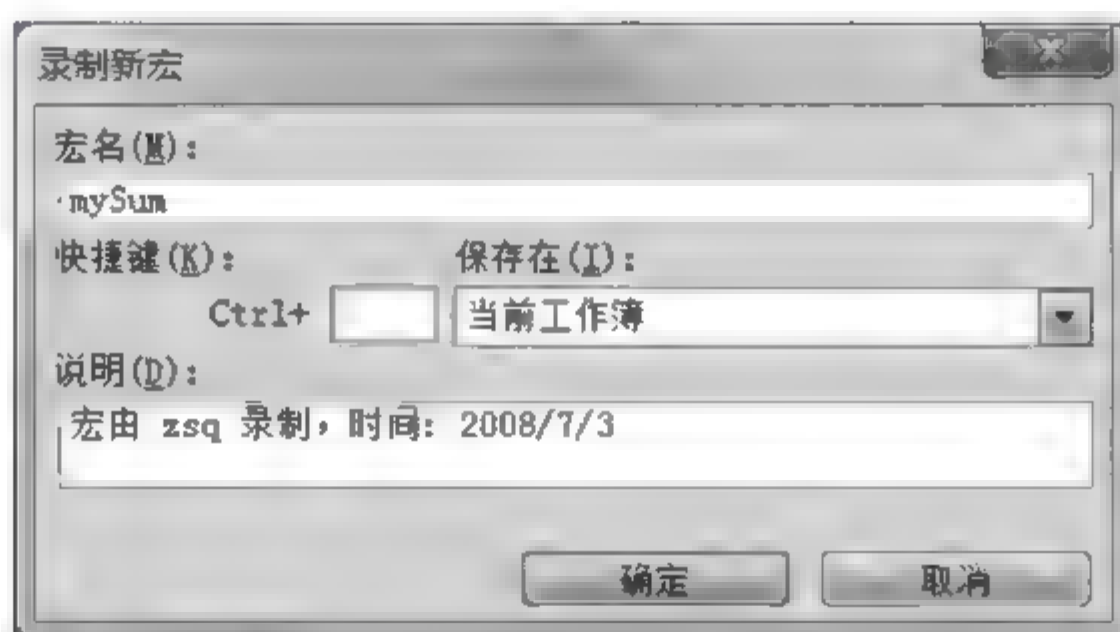 录制新宏
宏名(M):
mySum
快捷键(K): 保存在(I):
Ctrl+ 当前工作簿
说明(D):
宏由 zsq 录制，时间: 2008/7/3
确定 取消